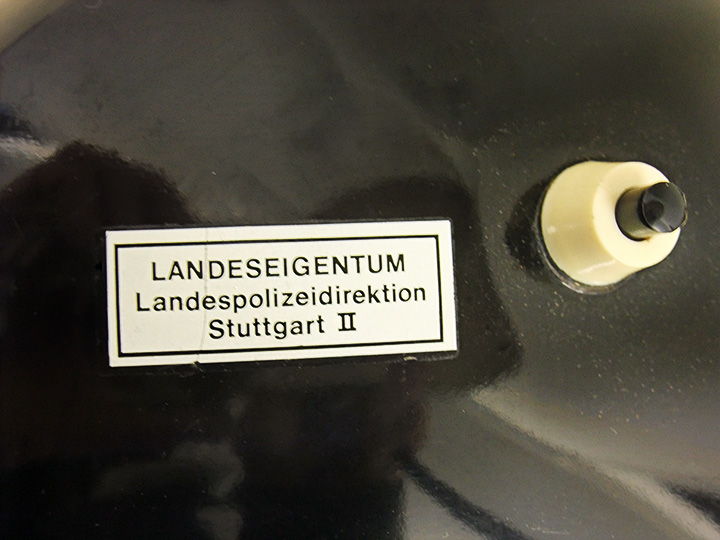 LANDESEIGENTUM
Landespolizeidirektion
Stuttgart II